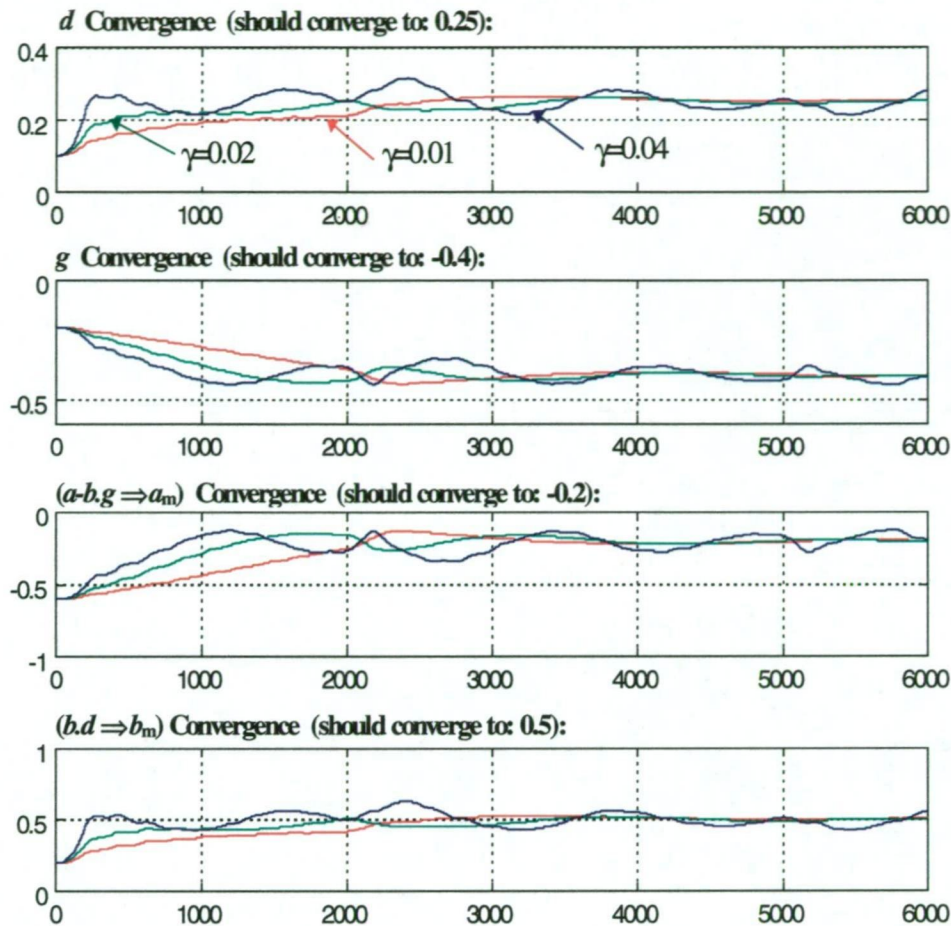 d Convergence (should converge to: 0.25):
0.4
0.2
0
γ=0.02
γ=0.01
γ=0.04
0 1000 2000 3000 4000 5000 6000
g Convergence (should converge to: -0.4):
0
-0.5
0 1000 2000 3000 4000 5000 6000
(a-b.g ⇒ am) Convergence (should converge to: -0.2):
0
-0.5
-1
0 1000 2000 3000 4000 5000 6000
(b.d ⇒ bm) Convergence (should converge to: 0.5):
1
0.5
0
0 1000 2000 3000 4000 5000 6000